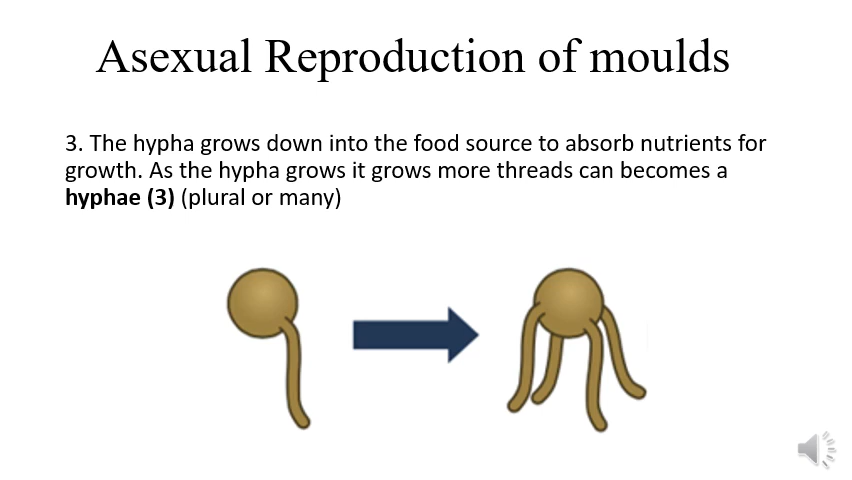 Asexual Reproduction of moulds
3. The hypha grows down into the food source to absorb nutrients for
growth. As the hypha grows it grows more threads can becomes a
hyphae (3) (plural or many)